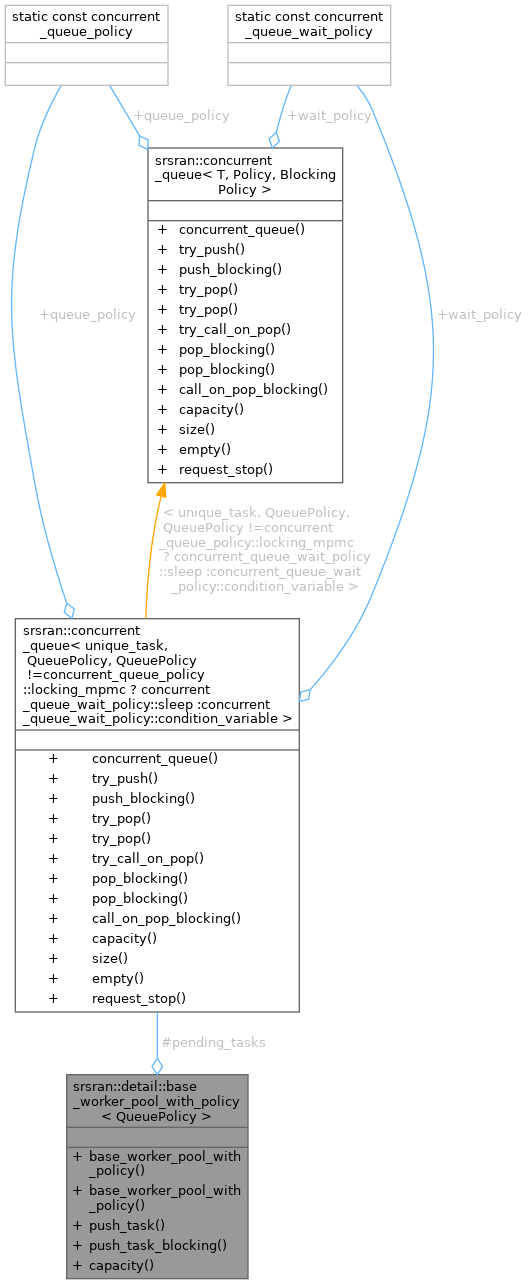 static const concurrent
_queue_policy
static const concurrent
_queue_wait_policy
+queue_policy
+wait_policy
srsran::concurrent
_queue< T, Policy, Blocking
Policy >
+ concurrent_queue()
+ try_push()
+ push_blocking()
+ try_pop()
+ try_pop()
+ try_call_on_pop()
+ pop_blocking()
+ pop_blocking()
+ call_on_pop_blocking()
+ capacity()
+ size()
+ empty()
+ request_stop()
+queue_policy
+wait_policy
< unique_task, QueuePolicy,
QueuePolicy !=concurrent
_queue_policy::locking_mpmc
? concurrent_queue_wait_policy
::sleep :concurrent_queue_wait
_policy::condition_variable >
srsran::concurrent
_queue< unique_task,
QueuePolicy, QueuePolicy
!=concurrent_queue_policy
::locking_mpmc ? concurrent
_queue_wait_policy::sleep :concurrent
_queue_wait_policy::condition_variable >
+ concurrent_queue()
+ try_push()
+ push_blocking()
+ try_pop()
+ try_pop()
+ try_call_on_pop()
+ pop_blocking()
+ pop_blocking()
+ call_on_pop_blocking()
+ capacity()
+ size()
+ empty()
+ request_stop()
#pending_tasks
srsran::detail::base
_worker_pool_with_policy
< QueuePolicy >
+ base_worker_pool_with
_policy()
+ base_worker_pool_with
_policy()
+ push_task()
+ push_task_blocking()
+ capacity()